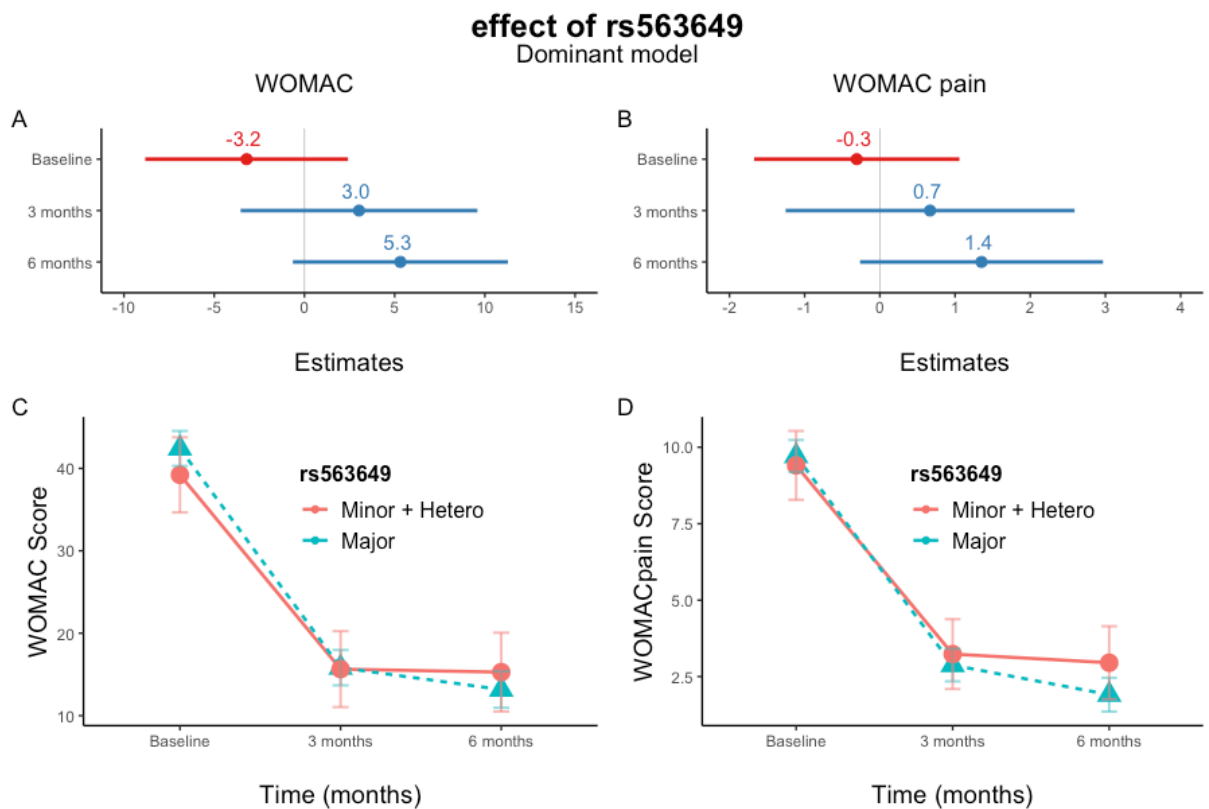 effect of rs563649
Dominant model
WOMAC
WOMAC pain
A
-3.2
Baseline
3.0
3 months
5.3
6 months
-10 -5 0 5 10 15
Estimates
B
-0.3
Baseline
0.7
3 months
1.4
6 months
-2 -1 0 1 2 3 4
Estimates
C
WOMAC Score
40
30
20
10
rs563649
Minor + Hetero
Major
Baseline 3 months 6 months
Time (months)
D
WOMACpain Score
10.0
7.5
5.0
2.5
rs563649
Minor + Hetero
Major
Baseline 3 months 6 months
Time (months)